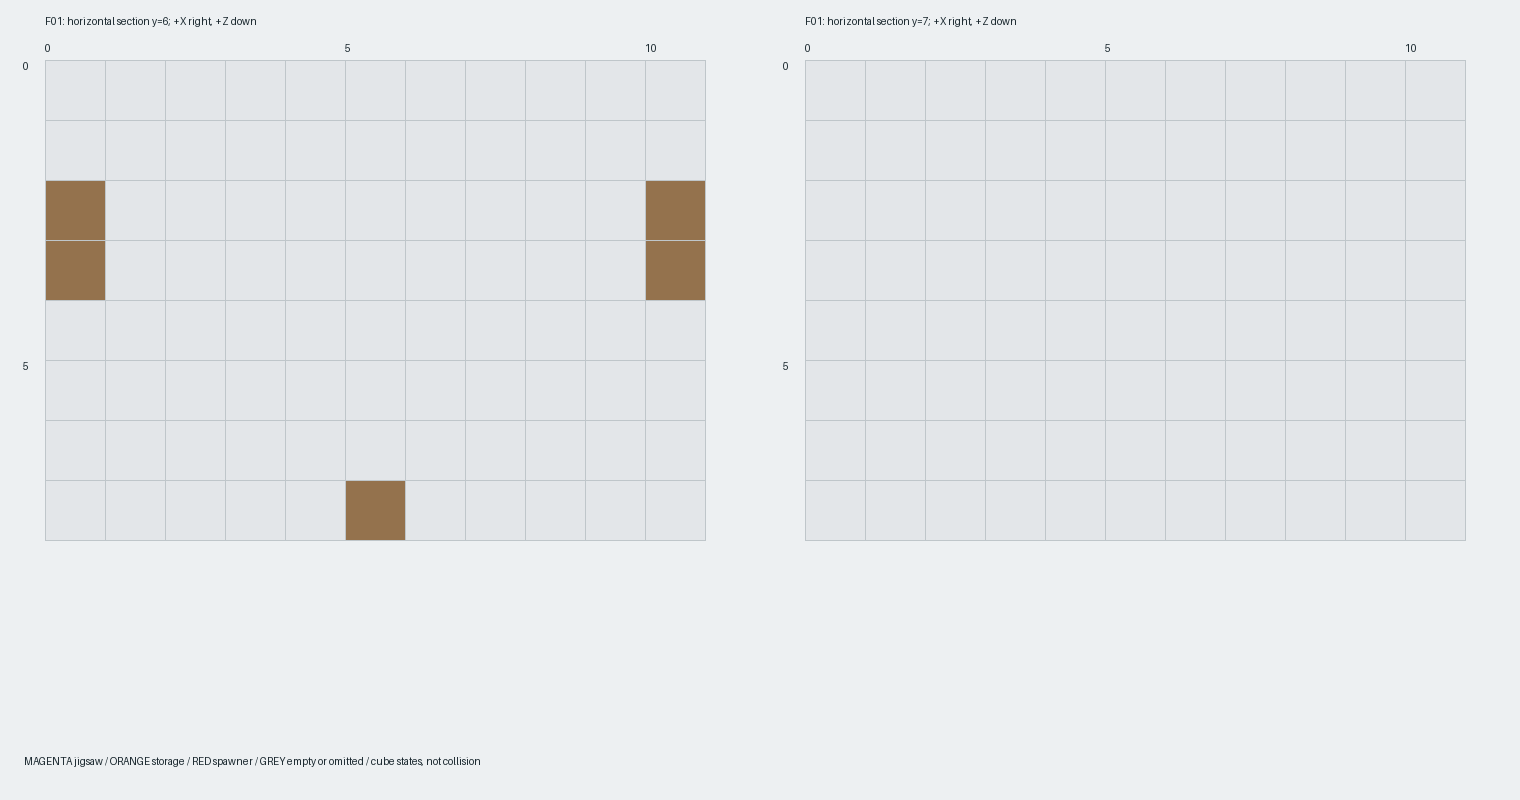 F01: horizontal section y=6; +X right, +Z down
F01: horizontal section y=7; +X right, +Z down
0 5 10
0 5 10
0
0
5
5
MAGENTA jigsaw / ORANGE storage / RED spawner / GREY empty or omitted / cube states, not collision